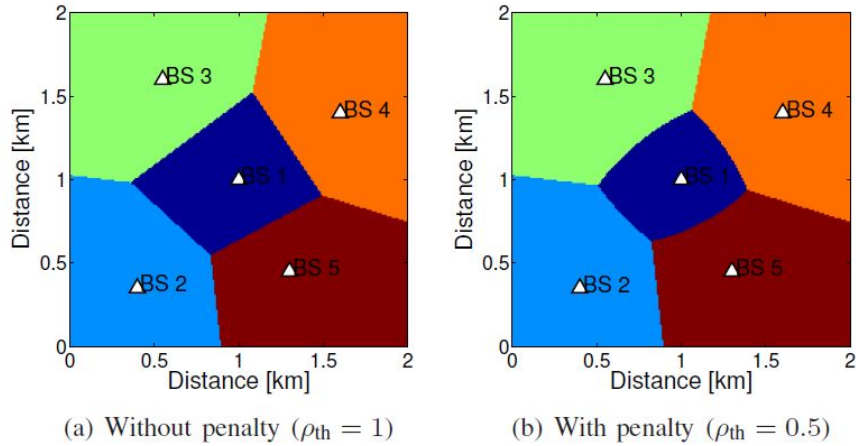 2
1.5
1
0.5
0
0
0.5
1
1.5
2
Distance [km]
Distance [km]
BS 3
BS 4
BS 1
BS 2
BS 5
(a) Without penalty (ρth = 1)
2
1.5
1
0.5
0
0
0.5
1
1.5
2
Distance [km]
Distance [km]
BS 3
BS 4
BS 1
BS 2
BS 5
(b) With penalty (ρth = 0.5)